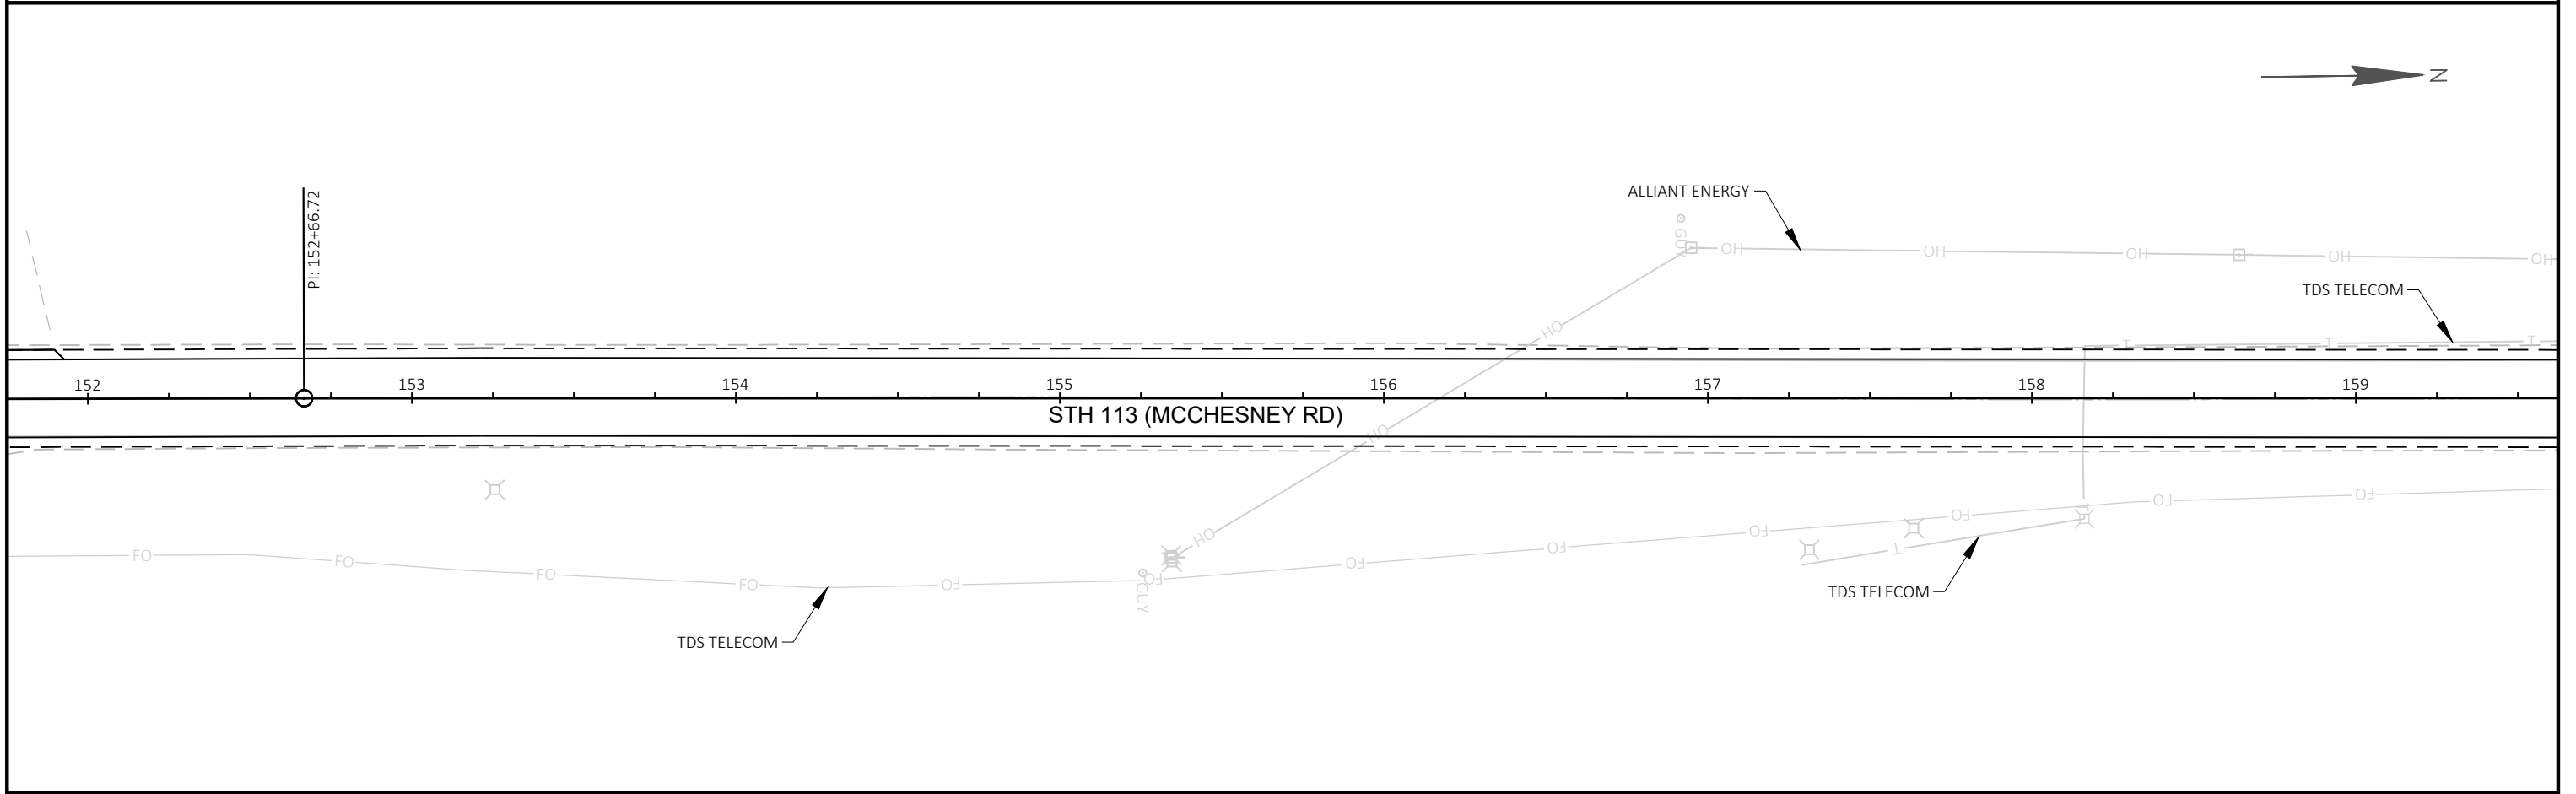 N
PI: 152+66.72
ALLIANT ENERGY
GUY
OH OH OH OH OH
TDS TELECOM
OH
T T T
152 153 154 155 156 157 158 159
STH 113 (MCCHESNEY RD)
OH
FO FO FO FO FO FO FO FO FO FO FO FO
OH
T
T
GUY
TDS TELECOM
TDS TELECOM